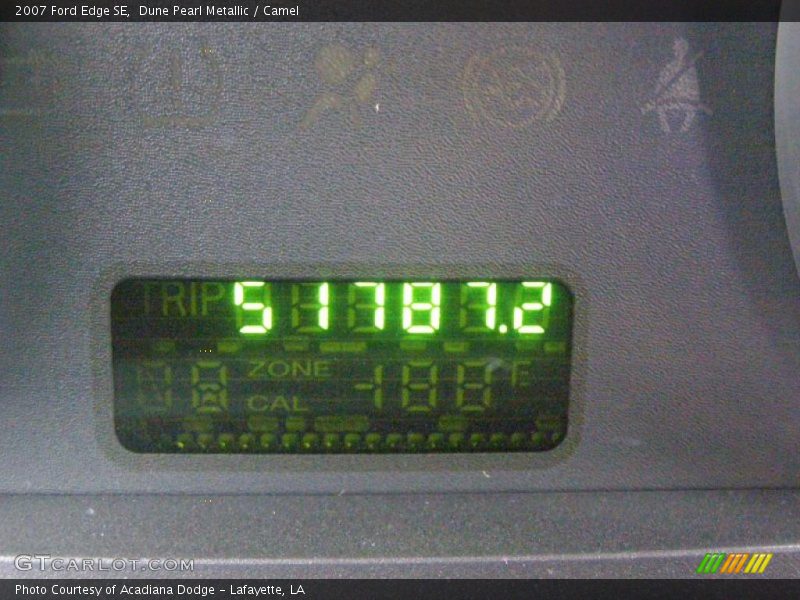 2007 Ford Edge SE, Dune Pearl Metallic / Camel
TRIP 51787.2
ZONE
CAL
188°F
GTCARLOT.COM
Photo Courtesy of Acadiana Dodge - Lafayette, LA